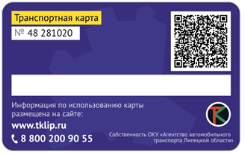 Транспортная карта
№ 48 281020
Информация по использованию карты
размещена на сайте:
www.tklip.ru
8 800 200 90 55
Собственность ОКУ «Агентство автомобильного
транспорта Липецкой области»